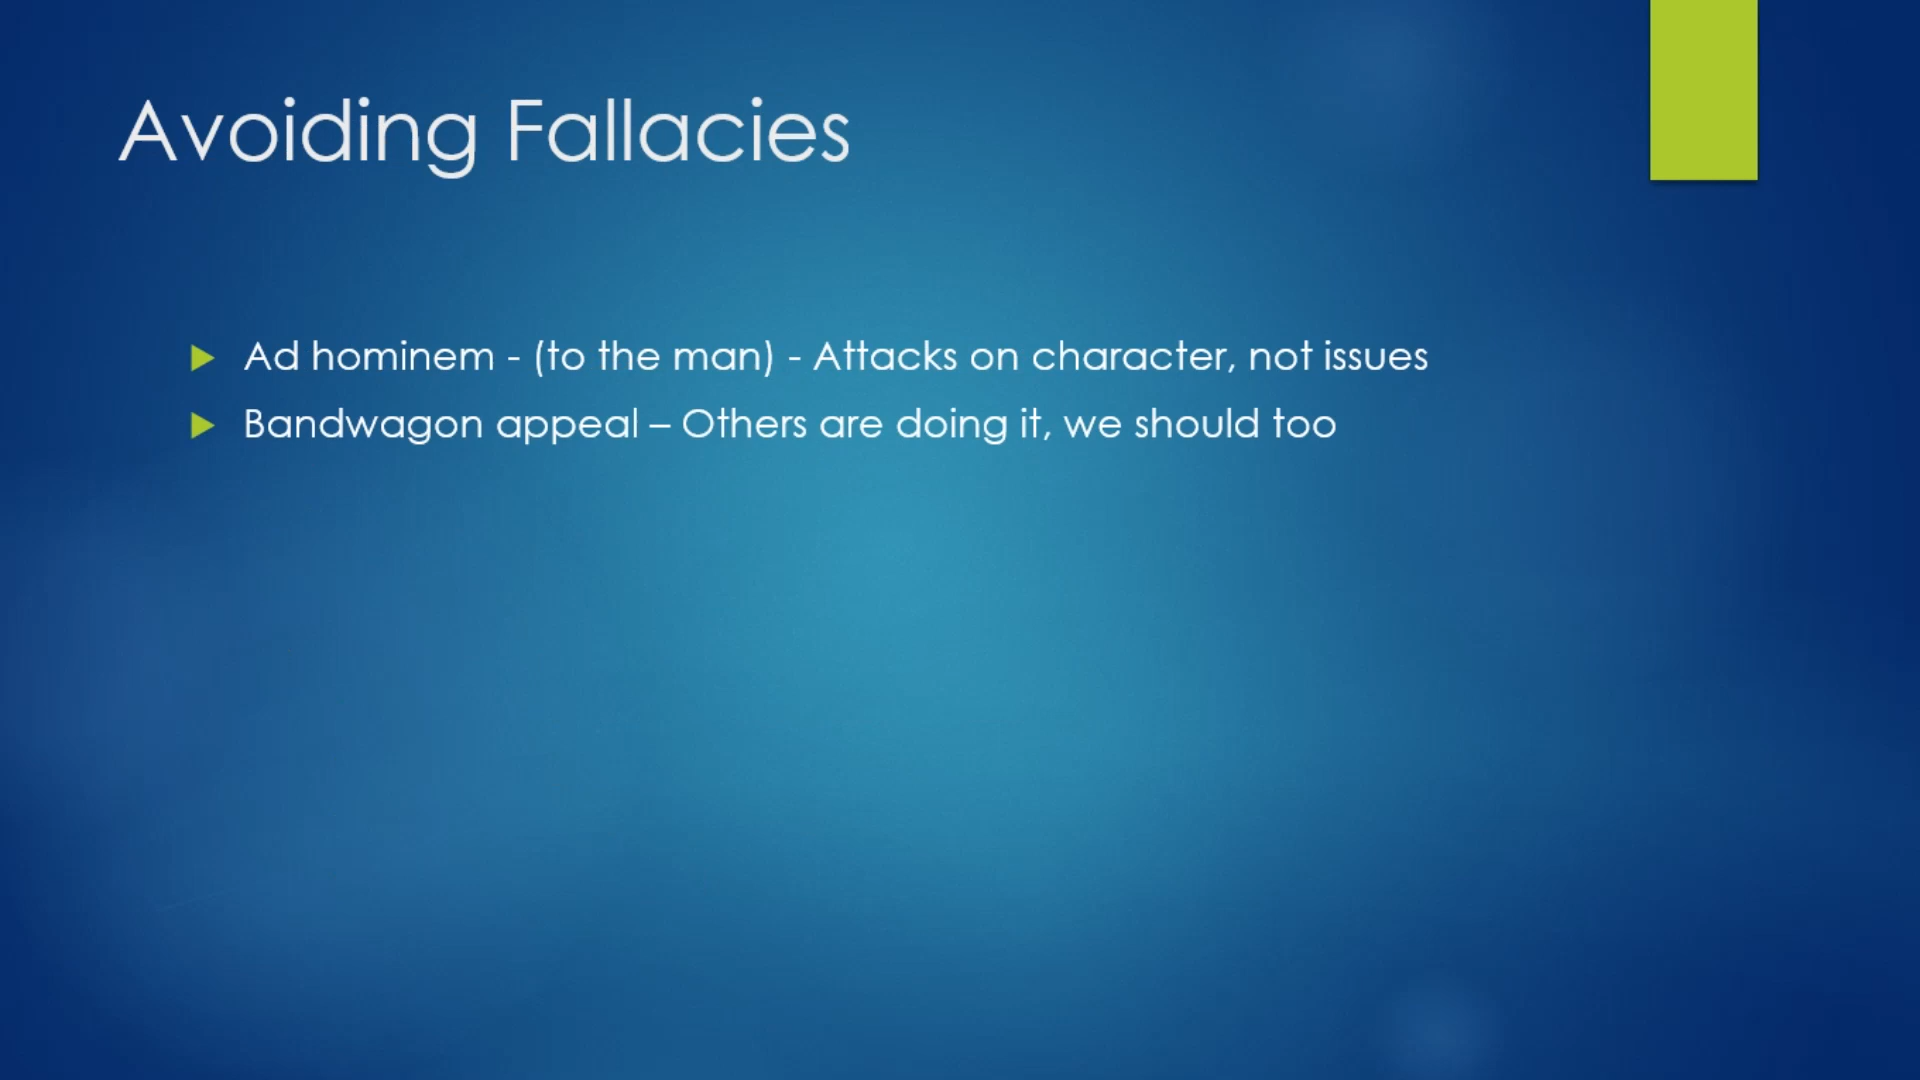 Avoiding Fallacies
Ad hominem - (to the man) - Attacks on character, not issues
Bandwagon appeal – Others are doing it, we should too